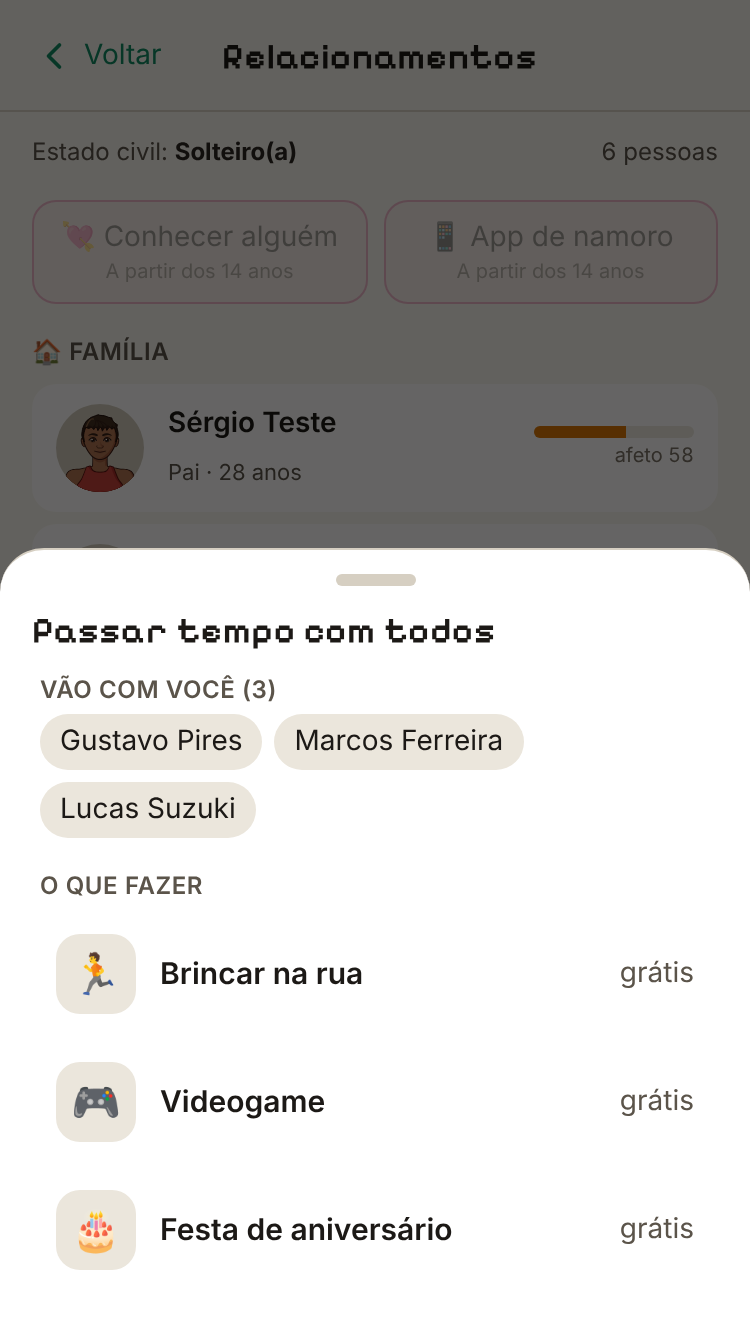 Voltar
Relacionamentos
Estado civil: Solteiro(a)
6 pessoas
💘 Conhecer alguém
A partir dos 14 anos
📱 App de namoro
A partir dos 14 anos
🏠 FAMÍLIA
Sérgio Teste
Pai · 28 anos
afeto 58
Passar tempo com todos
VÃO COM VOCÊ (3)
Gustavo Pires
Marcos Ferreira
Lucas Suzuki
O QUE FAZER
Brincar na rua
grátis
Videogame
grátis
Festa de aniversário
grátis